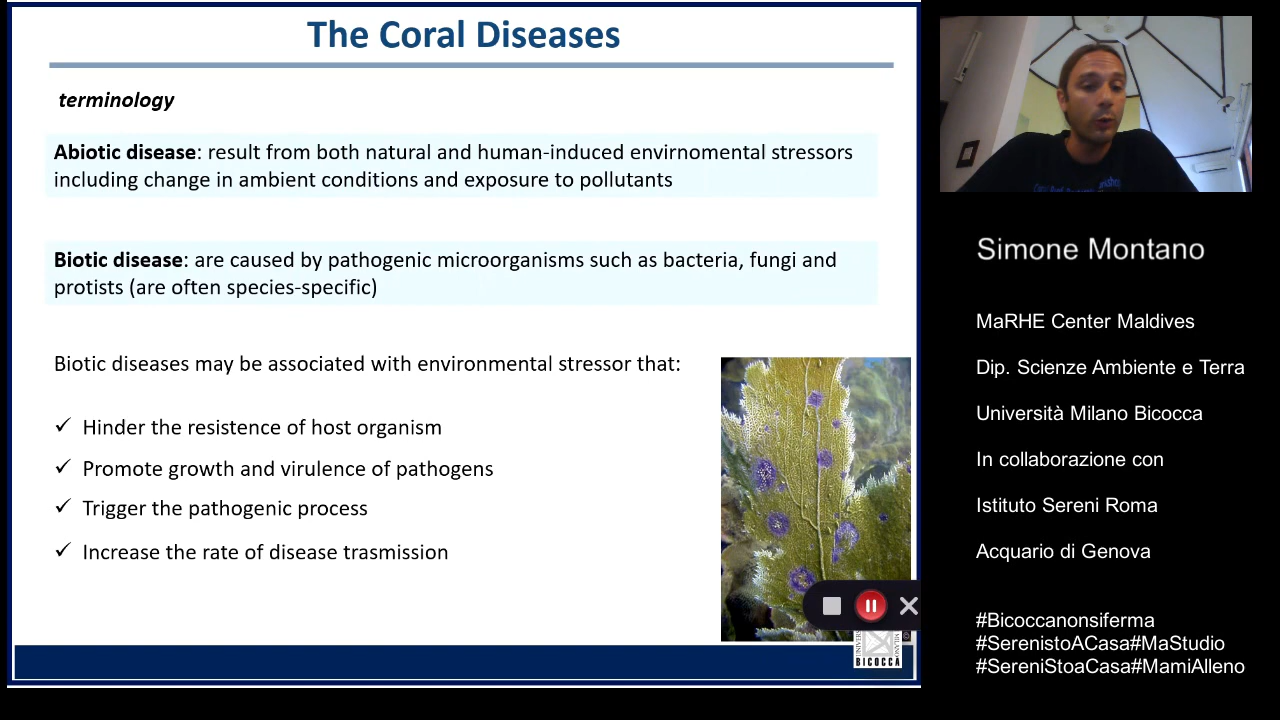 The Coral Diseases
terminology
Abiotic disease: result from both natural and human-induced envirnomental stressors
including change in ambient conditions and exposure to pollutants
Biotic disease: are caused by pathogenic microorganisms such as bacteria, fungi and
protists (are often species-specific)
Biotic diseases may be associated with environmental stressor that:
✓ Hinder the resistence of host organism
✓ Promote growth and virulence of pathogens
✓ Trigger the pathogenic process
✓ Increase the rate of disease trasmission
BICOCCA
Simone Montano
MaRHE Center Maldives
Dip. Scienze Ambiente e Terra
Università Milano Bicocca
In collaborazione con
Istituto Sereni Roma
Acquario di Genova
#Bicoccanonsiferma
#SerenistoACasa#MaStudio
#SereniStoaCasa#MamiAlleno